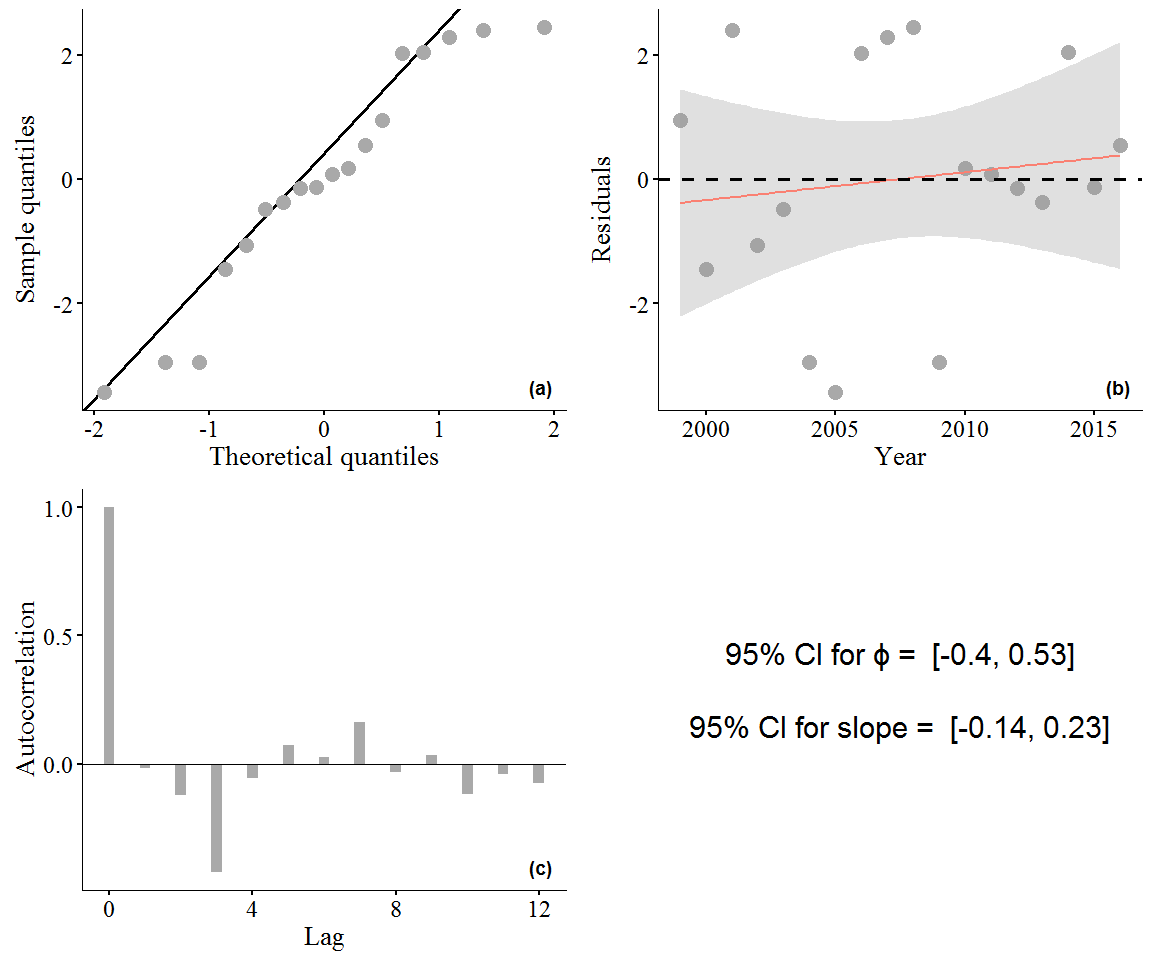 2
0
-2
Sample quantiles
(a)
-2 -1 0 1 2
Theoretical quantiles
2
0
-2
Residuals
(b)
2000 2005 2010 2015
Year
1.0
0.5
0.0
Autocorrelation
(c)
0 4 8 12
Lag
95% CI for ϕ = [-0.4, 0.53]
95% CI for slope = [-0.14, 0.23]